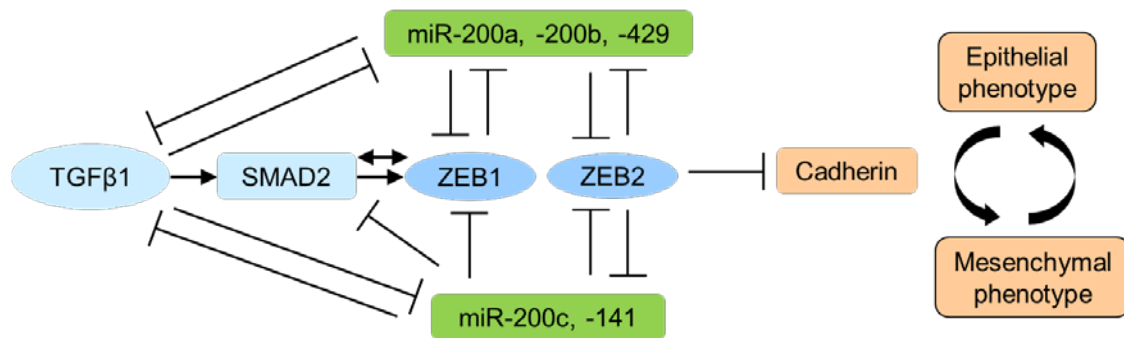 miR-200a, -200b, -429
Epithelial
phenotype
TGFβ1
SMAD2
ZEB1
ZEB2
Cadherin
Mesenchymal
phenotype
miR-200c, -141